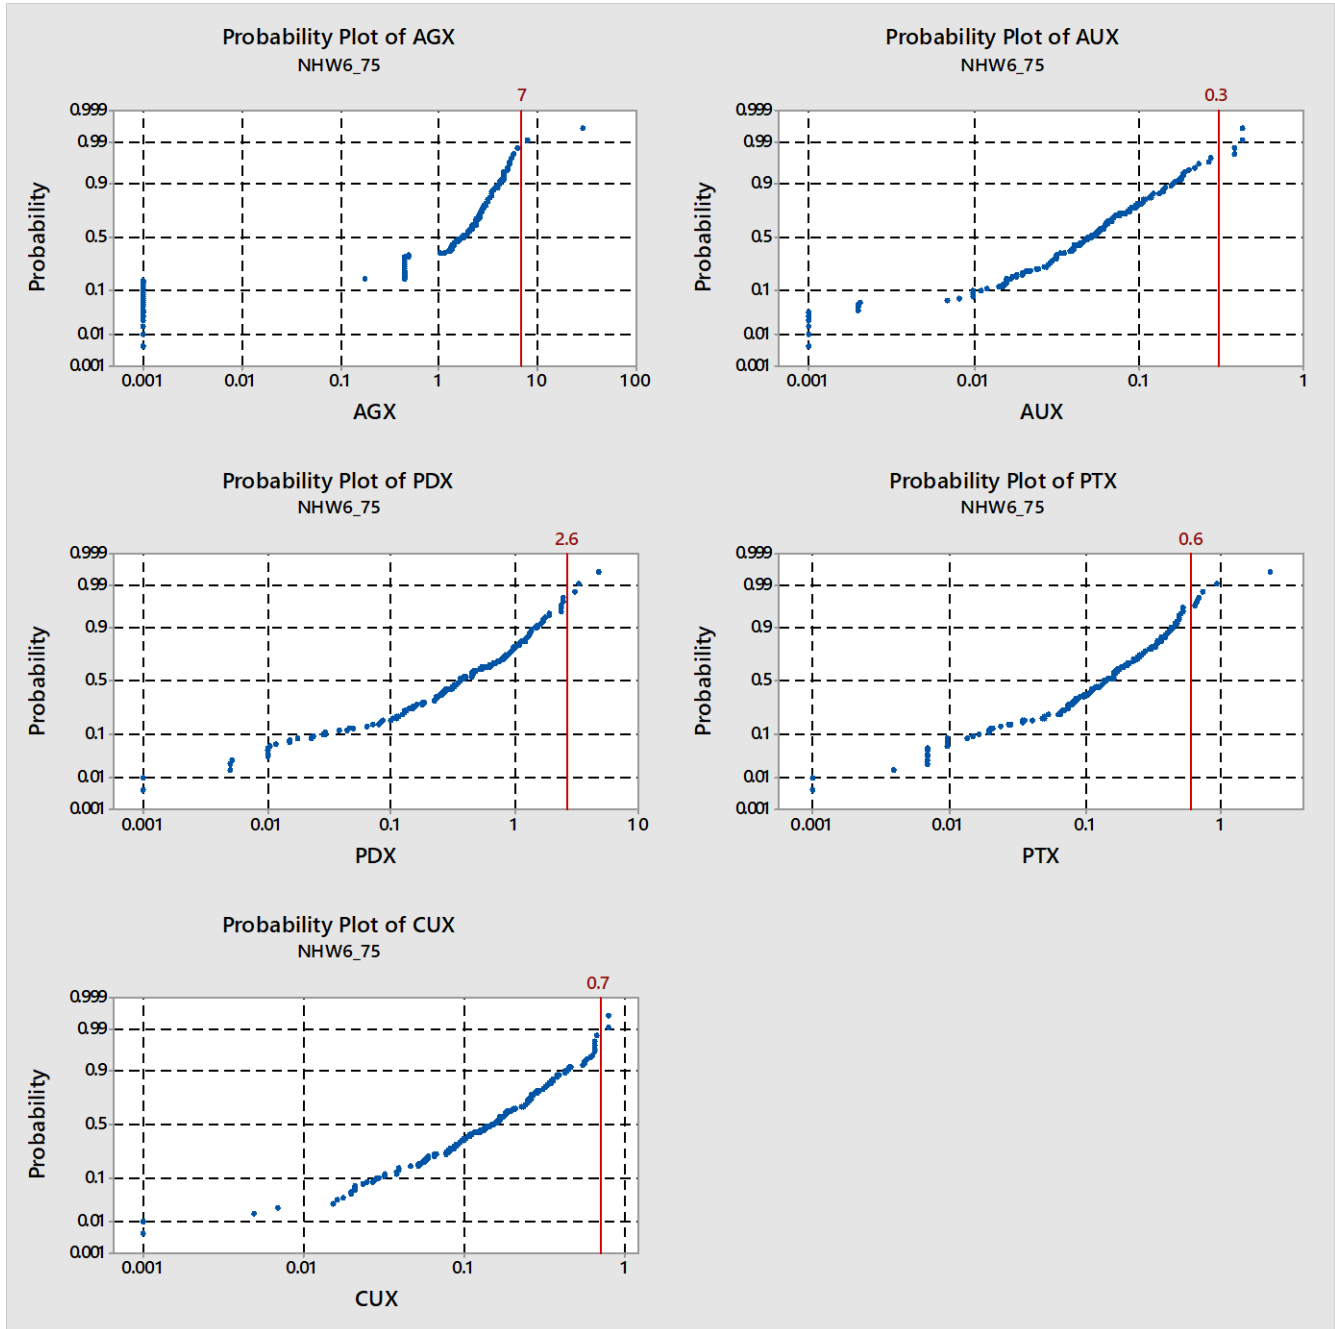 Probability Plot of AGX
NHW6_75
7
0.999
0.99
0.9
0.5
0.1
0.01
0.001
Probability
0.001 0.01 0.1 1 10 100
AGX
Probability Plot of AUX
NHW6_75
0.3
0.999
0.99
0.9
0.5
0.1
0.01
0.001
Probability
0.001 0.01 0.1 1
AUX
Probability Plot of PDX
NHW6_75
2.6
0.999
0.99
0.9
0.5
0.1
0.01
0.001
Probability
0.001 0.01 0.1 1 10
PDX
Probability Plot of PTX
NHW6_75
0.6
0.999
0.99
0.9
0.5
0.1
0.01
0.001
Probability
0.001 0.01 0.1 1
PTX
Probability Plot of CUX
NHW6_75
0.7
0.999
0.99
0.9
0.5
0.1
0.01
0.001
Probability
0.001 0.01 0.1 1
CUX